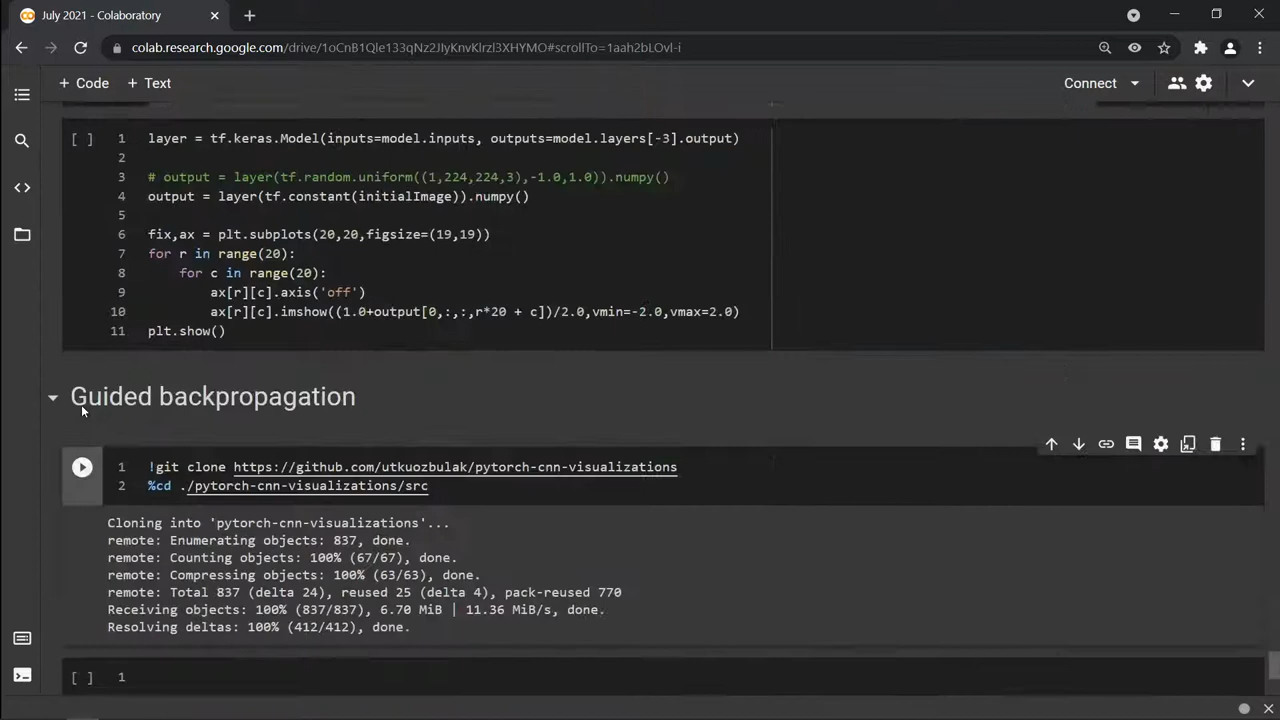 July 2021 - Colaboratory
colab.research.google.com/drive/1oCnB1Qle133qNz2JIyKnvKlrzl3XHYMO#scrollTo=1aah2bLOvl-i
+ Code + Text Connect
[ ] 1 layer = tf.keras.Model(inputs=model.inputs, outputs=model.layers[-3].output)
2
3 # output = layer(tf.random.uniform((1,224,224,3),-1.0,1.0)).numpy()
4 output = layer(tf.constant(initialImage)).numpy()
5
6 fix,ax = plt.subplots(20,20,figsize=(19,19))
7 for r in range(20):
8 for c in range(20):
9 ax[r][c].axis('off')
10 ax[r][c].imshow((1.0+output[0,:,:,r*20 + c])/2.0,vmin=-2.0,vmax=2.0)
11 plt.show()
Guided backpropagation
1 !git clone https://github.com/utkuozbulak/pytorch-cnn-visualizations
2 %cd ./pytorch-cnn-visualizations/src
Cloning into 'pytorch-cnn-visualizations'...
remote: Enumerating objects: 837, done.
remote: Counting objects: 100% (67/67), done.
remote: Compressing objects: 100% (63/63), done.
remote: Total 837 (delta 24), reused 25 (delta 4), pack-reused 770
Receiving objects: 100% (837/837), 6.70 MiB | 11.36 MiB/s, done.
Resolving deltas: 100% (412/412), done.
[ ] 1